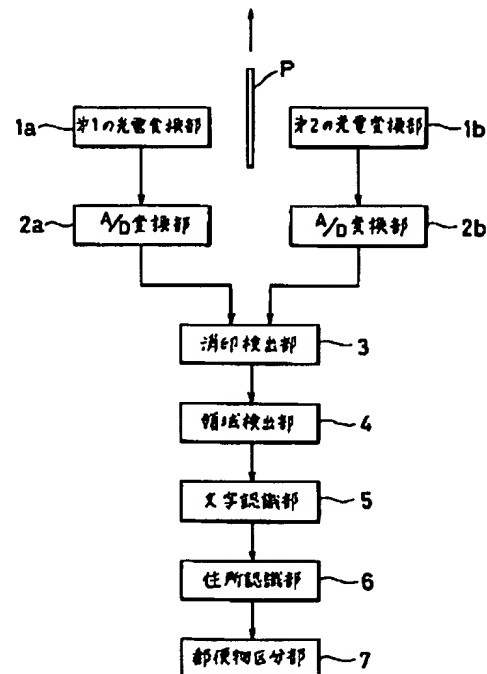 P
1a 第1の光電変換部
第2の光電変換部 1b
2a A/D変換部
A/D変換部 2b
消印検出部 3
領域検出部 4
文字認識部 5
住所認識部 6
郵便物区分部 7